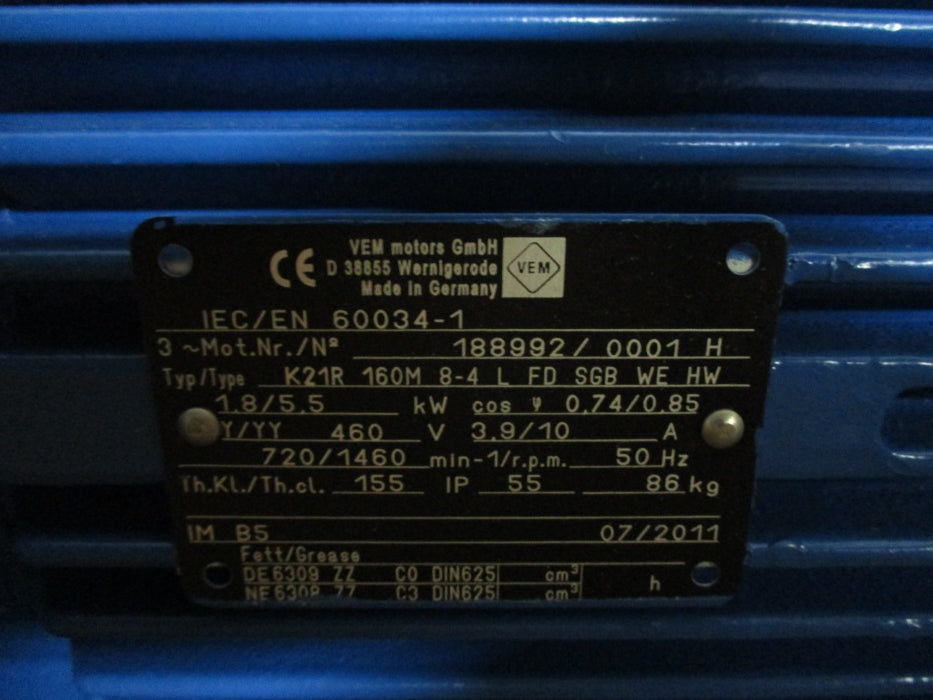 CE
VEM motors GmbH
D 38855 Wernigerode
Made in Germany
VEM
IEC/EN 60034-1
3 ~Mot.Nr./Nº 188992/0001 H
Typ/Type K21R 160M 8-4 L FD SGB WE HW
1.8/5.5 kW cos φ 0.74/0.85
Y/YY 460 V 3.9/10 A
720/1460 min-1/r.p.m. 50 Hz
Th.Kl./Th.cl. 155 IP 55 86 kg
IM B5 07/2011
Fett/Grease
DE 6309 ZZ C0 DIN625 cm³ h
NE 6308 ZZ C3 DIN625 cm³